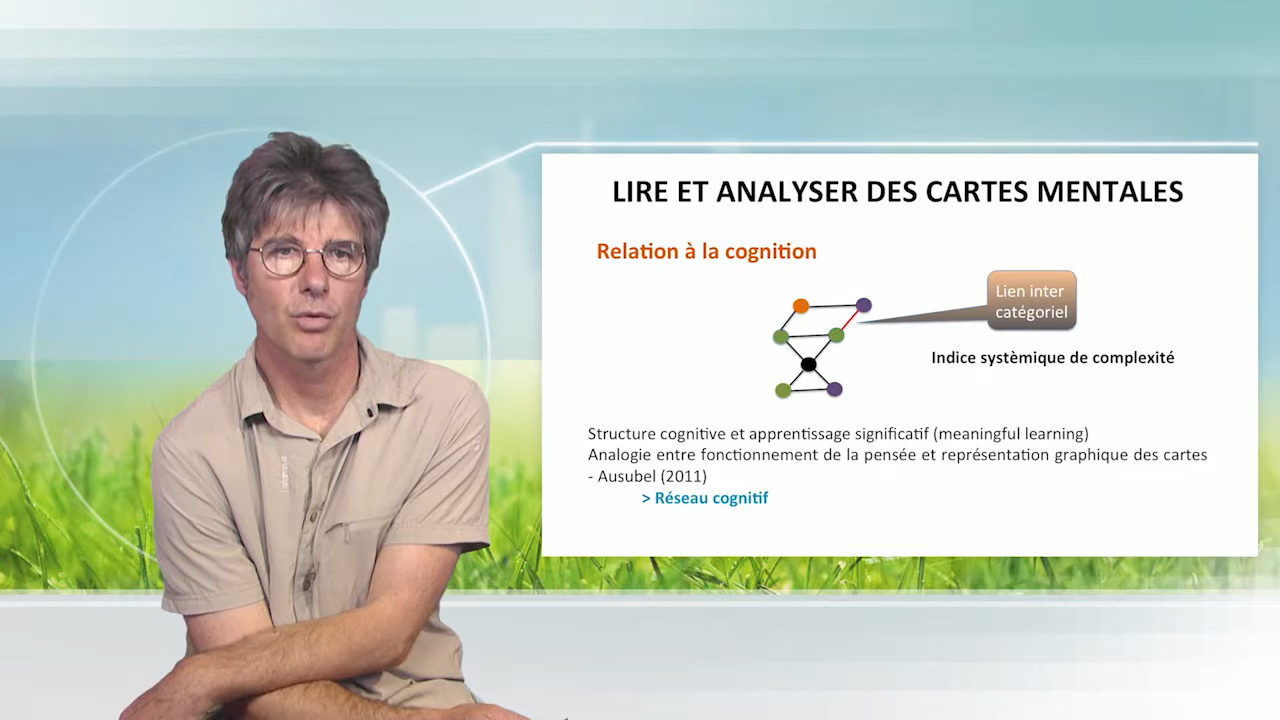 LIRE ET ANALYSER DES CARTES MENTALES
Relation à la cognition
Lien inter
catégoriel
Indice systèmique de complexité
Structure cognitive et apprentissage significatif (meaningful learning)
Analogie entre fonctionnement de la pensée et représentation graphique des cartes
- Ausubel (2011)
> Réseau cognitif